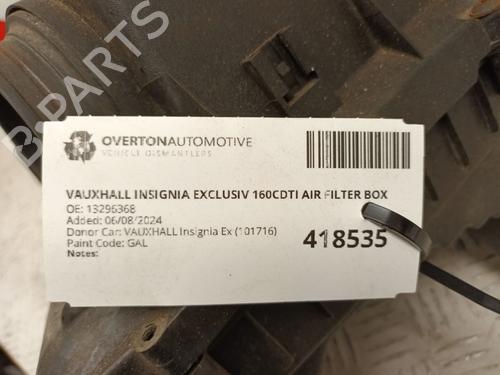 OVERTONAUTOMOTIVE
VEHICLE DISMANTLERS
VAUXHALL INSIGNIA EXCLUSIV 160CDTI AIR FILTER BOX
OE: 13296368
Added: 06/08/2024
Donor Car: VAUXHALL Insignia Ex (101716)
Paint Code: GAL
Notes:
418535